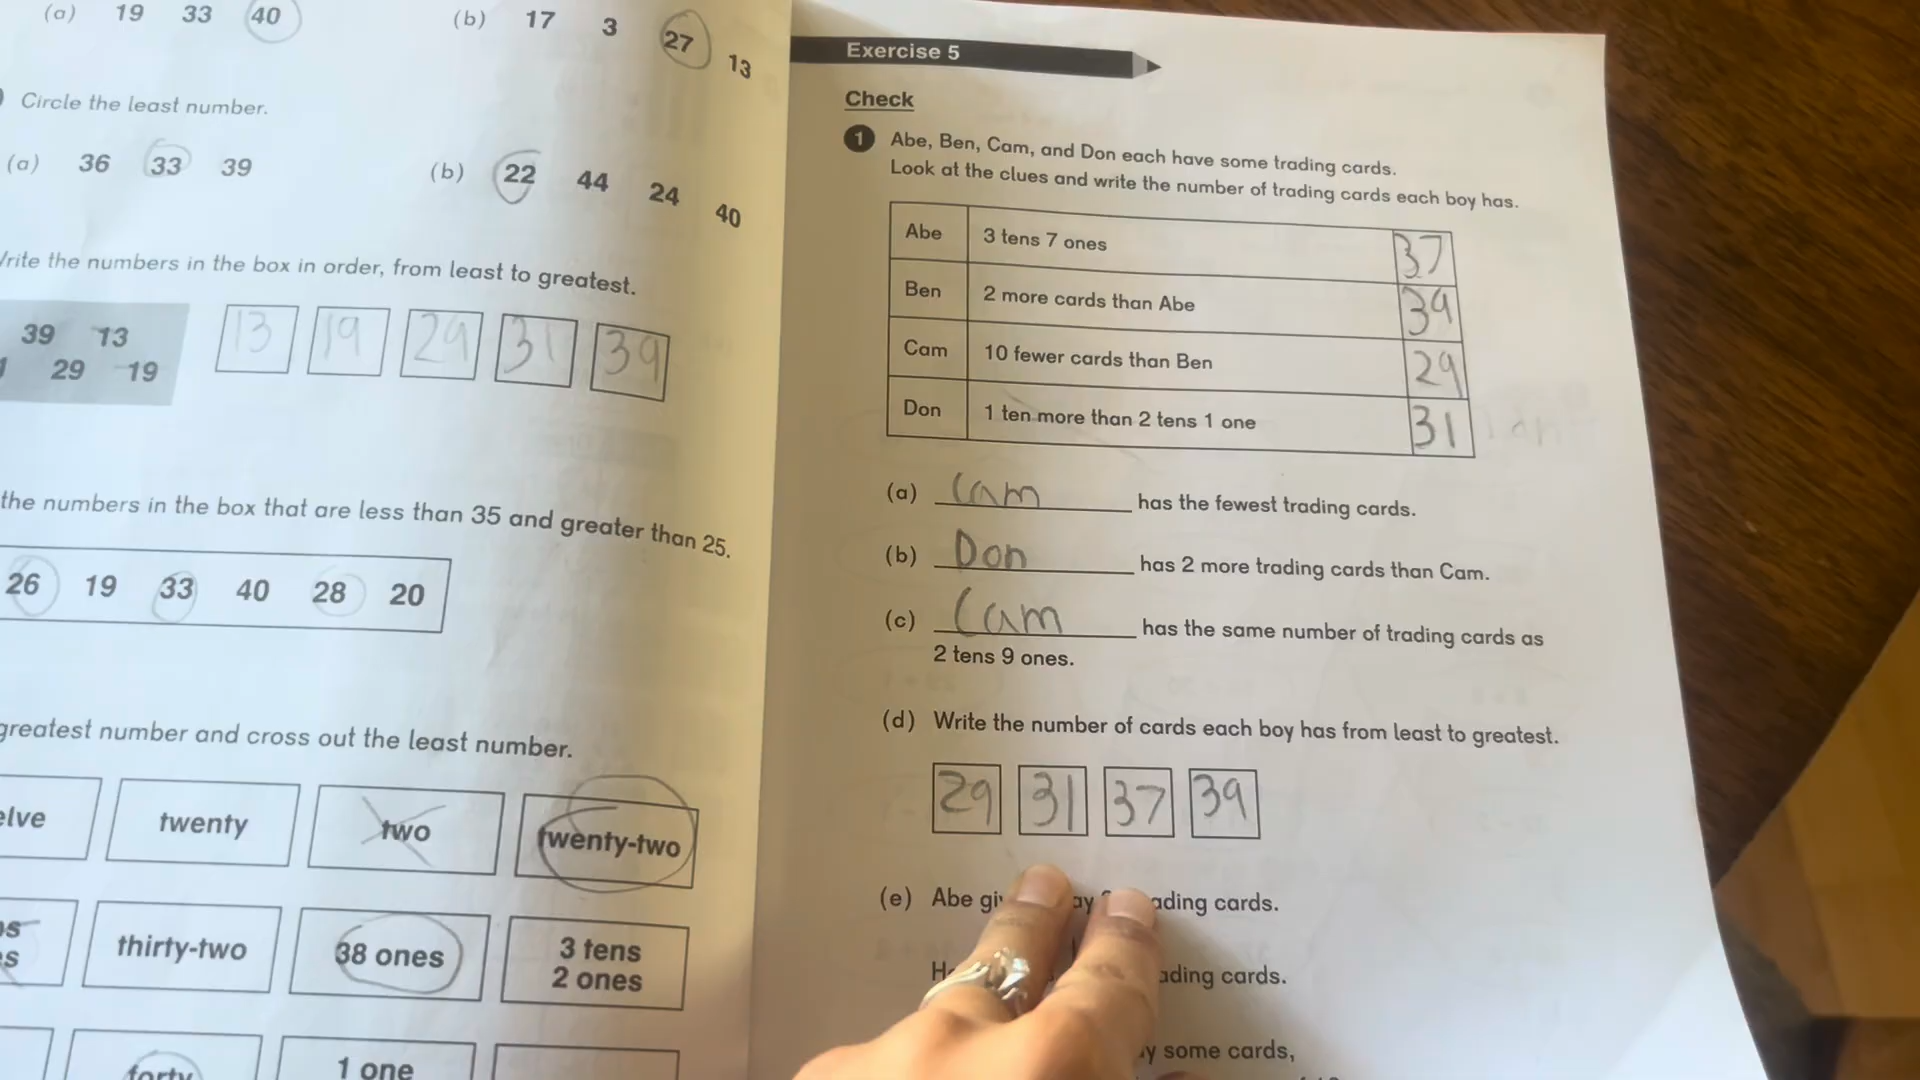 (a) 19 33 40
(b) 17 3 27 13
Circle the least number.
(a) 36 33 39
(b) 22 44 24 40
Write the numbers in the box in order, from least to greatest.
39 13
29 19
13 19 29 31 39
the numbers in the box that are less than 35 and greater than 25.
26 19 33 40 28 20
greatest number and cross out the least number.
twenty two twenty-two
thirty-two 38 ones 3 tens
2 ones
forty 1 one
Exercise 5
Check
1 Abe, Ben, Cam, and Don each have some trading cards.
Look at the clues and write the number of trading cards each boy has.
Abe 3 tens 7 ones 37
Ben 2 more cards than Abe 39
Cam 10 fewer cards than Ben 29
Don 1 ten more than 2 tens 1 one 31
(a) Cam has the fewest trading cards.
(b) Don has 2 more trading cards than Cam.
(c) Cam has the same number of trading cards as
2 tens 9 ones.
(d) Write the number of cards each boy has from least to greatest.
29 31 37 39
(e) Abe trading cards.
trading cards.
some cards,